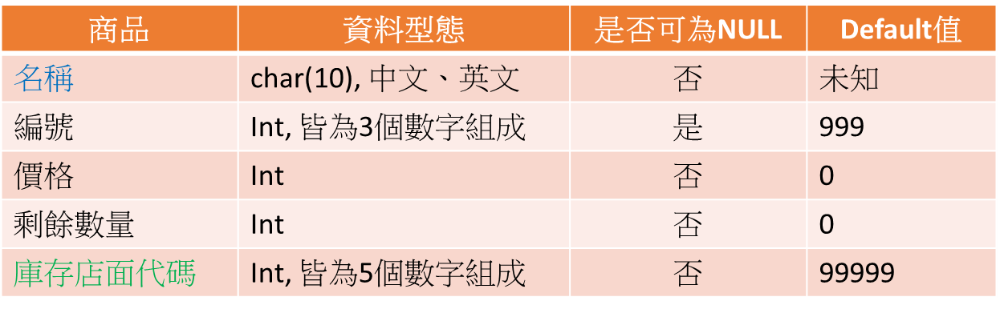 商品 資料型態 是否可為NULL Default值
名稱 char(10), 中文、英文 否 未知
編號 Int, 皆為3個數字組成 是 999
價格 Int 否 0
剩餘數量 Int 否 0
庫存店面代碼 Int, 皆為5個數字組成 否 99999